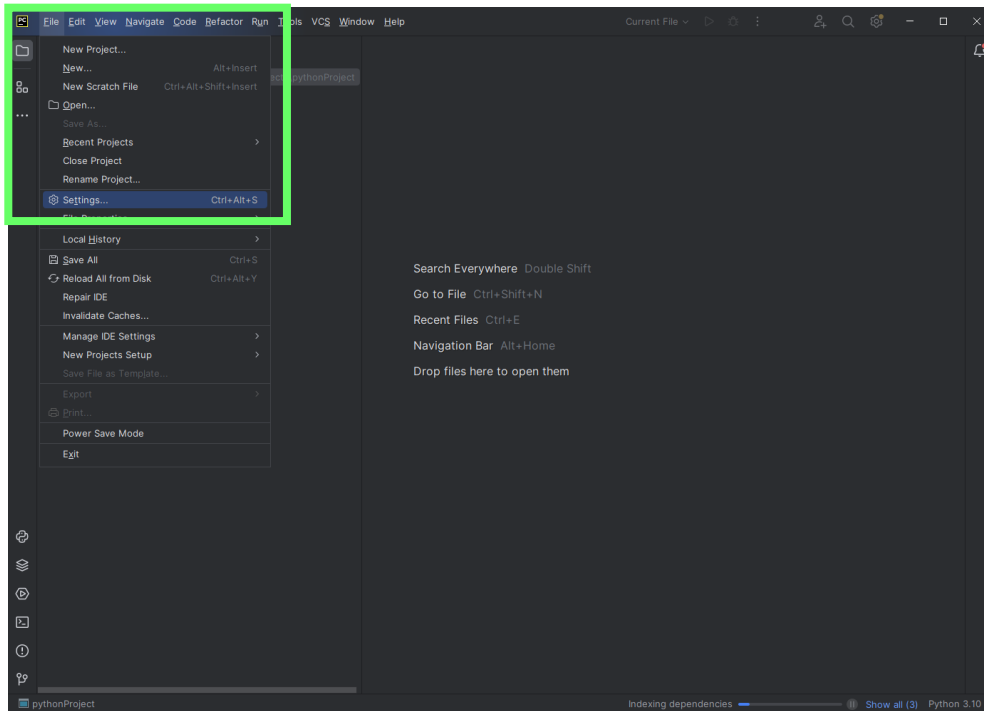 PC File Edit View Navigate Code Refactor Run Tools VCS Window Help Current File
New Project...
New... Alt+Insert
pythonProject
New Scratch File Ctrl+Alt+Shift+Insert
Open...
Save As...
Recent Projects
Close Project
Rename Project...
Settings... Ctrl+Alt+S
File Properties
Local History
Save All Ctrl+S
Reload All from Disk Ctrl+Alt+Y
Repair IDE
Invalidate Caches...
Manage IDE Settings
New Projects Setup
Save File as Template...
Export
Print...
Power Save Mode
Exit
Search Everywhere Double Shift
Go to File Ctrl+Shift+N
Recent Files Ctrl+E
Navigation Bar Alt+Home
Drop files here to open them
pythonProject Indexing dependencies Show all (3) Python 3.10